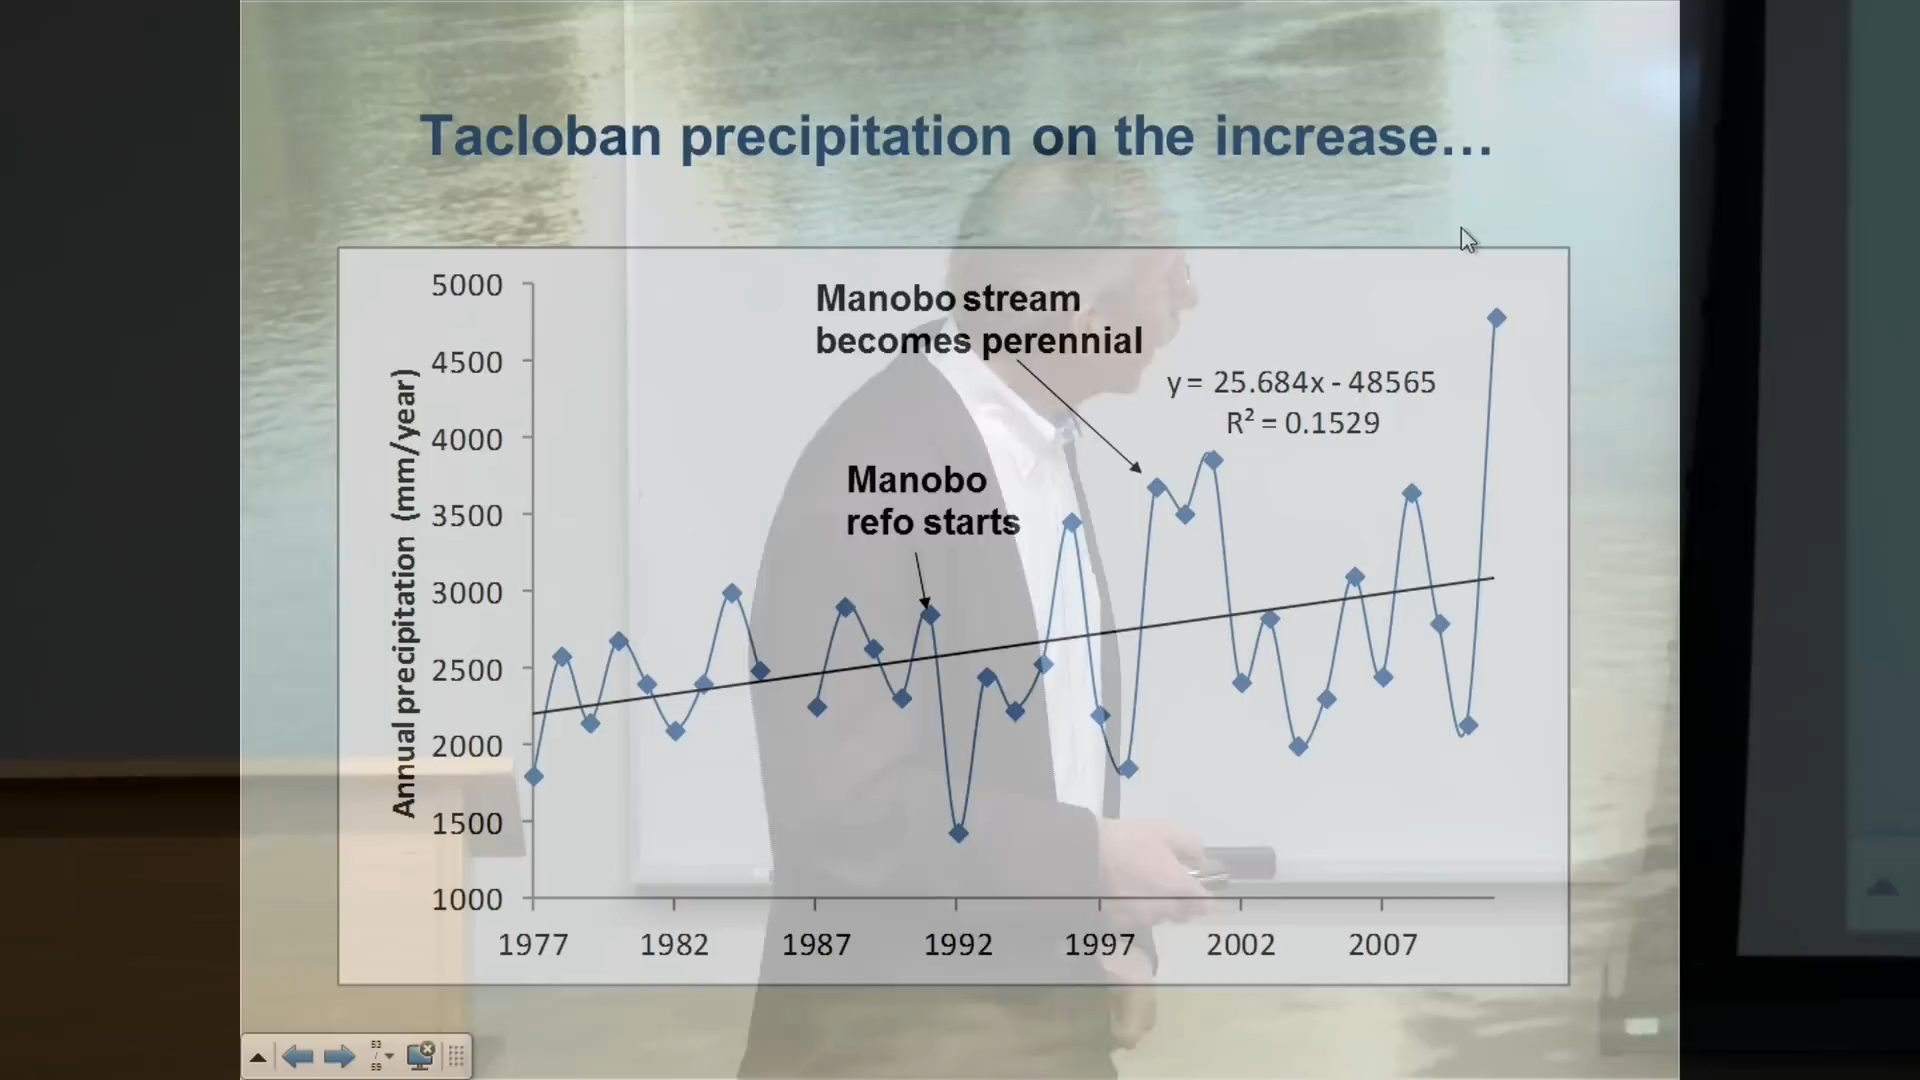 Tacloban precipitation on the increase…
Manobo stream
becomes perennial
y = 25.684x - 48565
R² = 0.1529
Manobo
refo starts
Annual precipitation (mm/year)
5000
4500
4000
3500
3000
2500
2000
1500
1000
1977 1982 1987 1992 1997 2002 2007
53
/
59